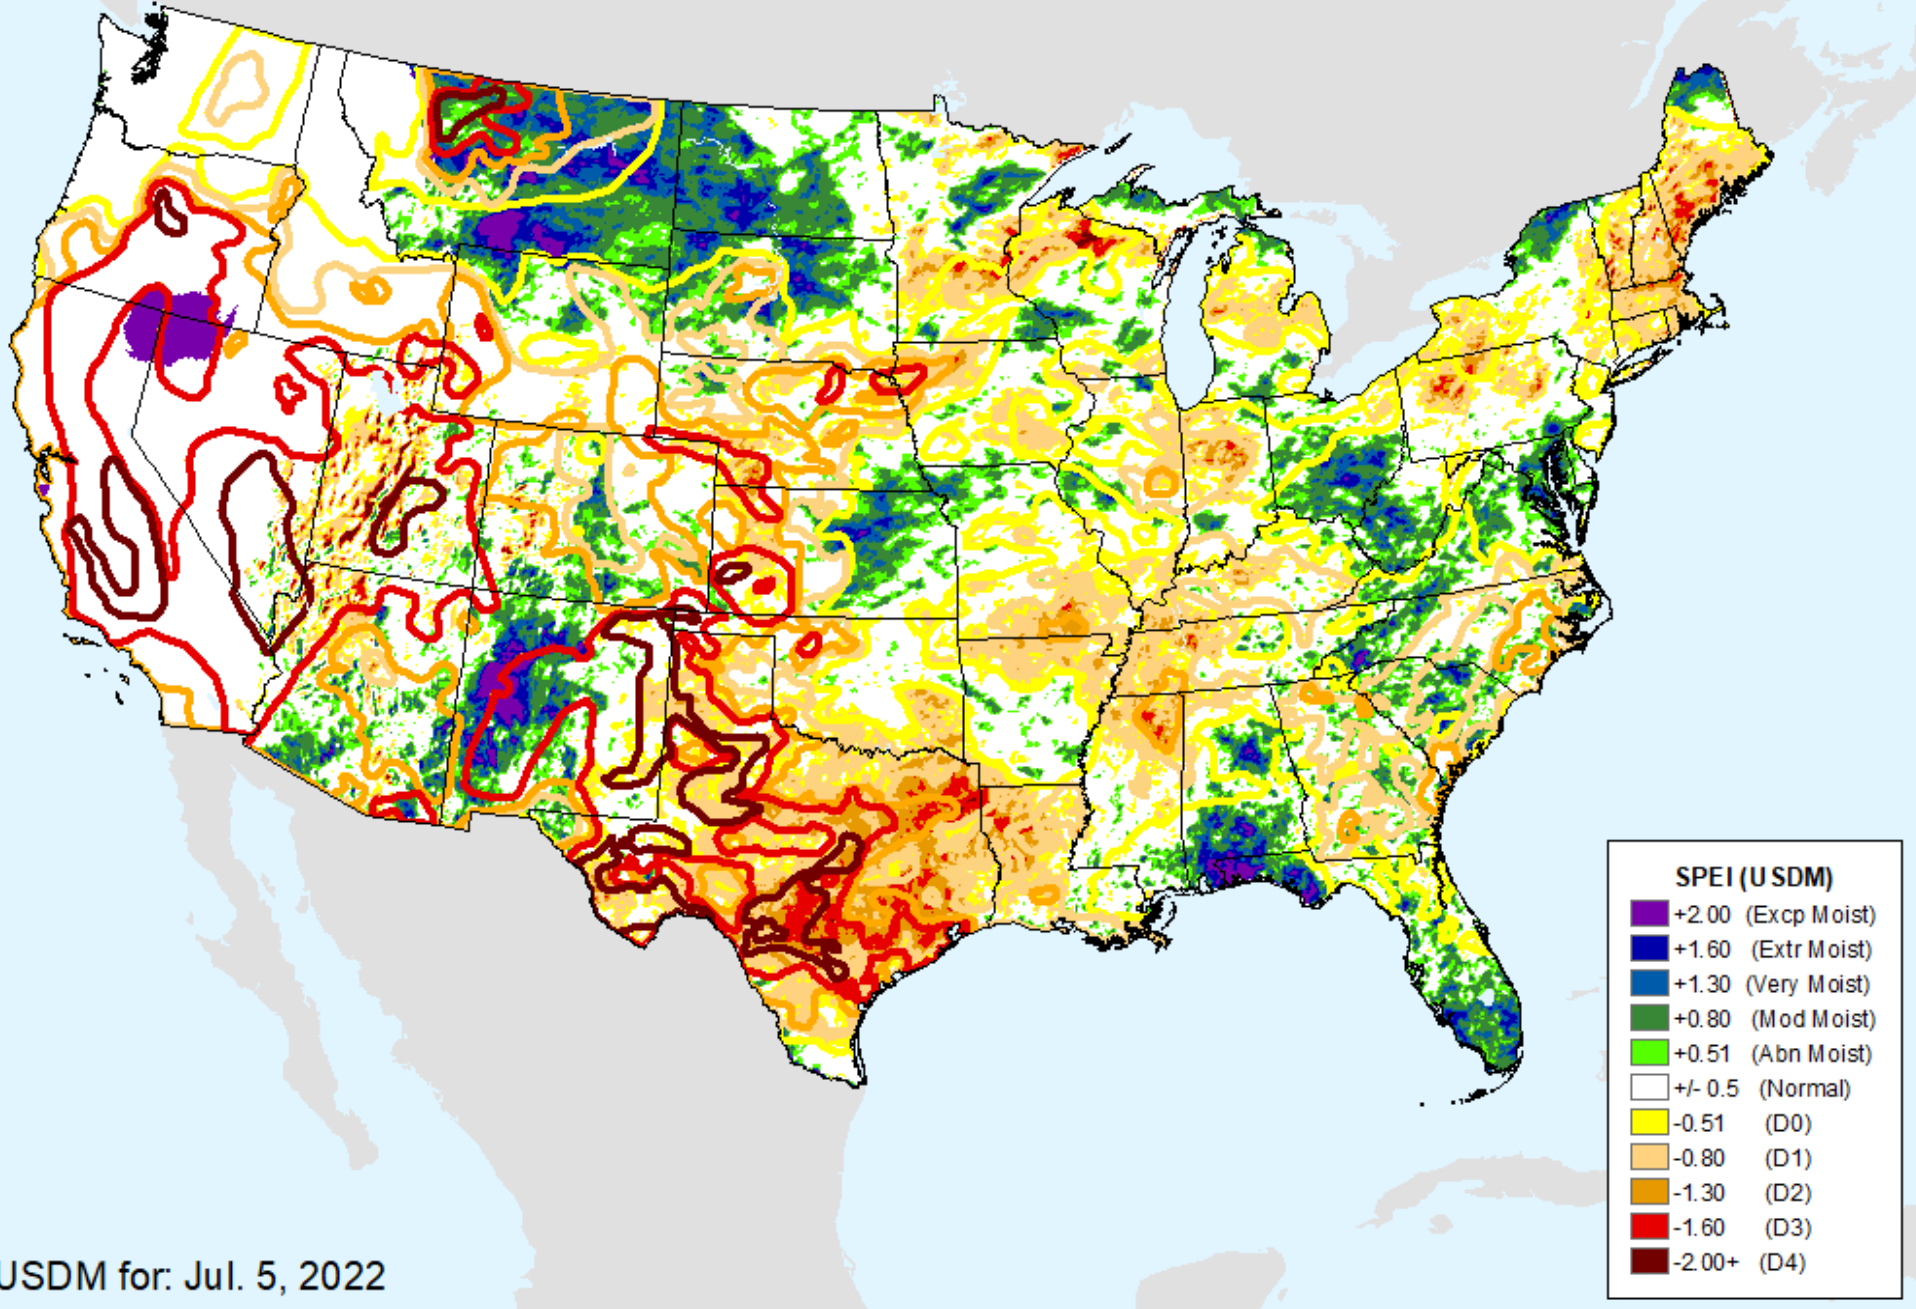 SPEI (USDM)
+2.00 (Excp Moist)
+1.60 (Extr Moist)
+1.30 (Very Moist)
+0.80 (Mod Moist)
+0.51 (Abn Moist)
+/- 0.5 (Normal)
-0.51 (D0)
-0.80 (D1)
-1.30 (D2)
-1.60 (D3)
-2.00+ (D4)
USDM for: Jul. 5, 2022